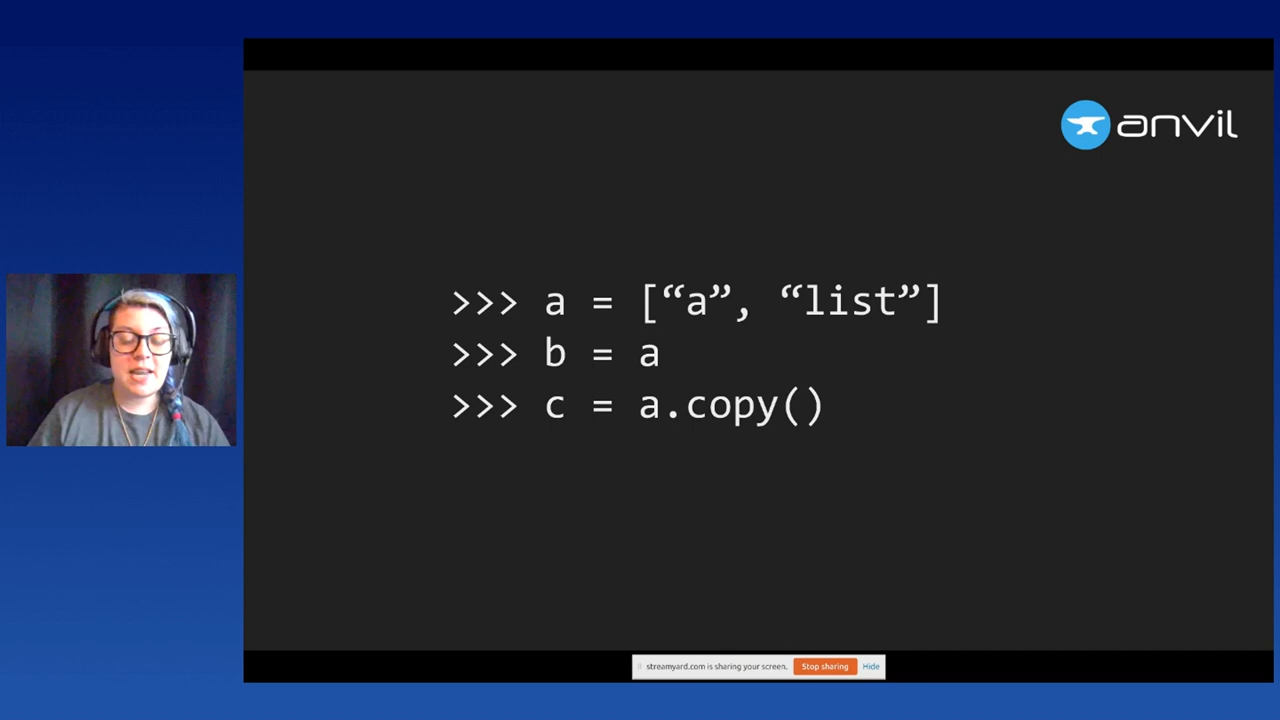 anvil
>>> a = [“a”, “list”]
>>> b = a
>>> c = a.copy()
streamyard.com is sharing your screen. Stop sharing Hide